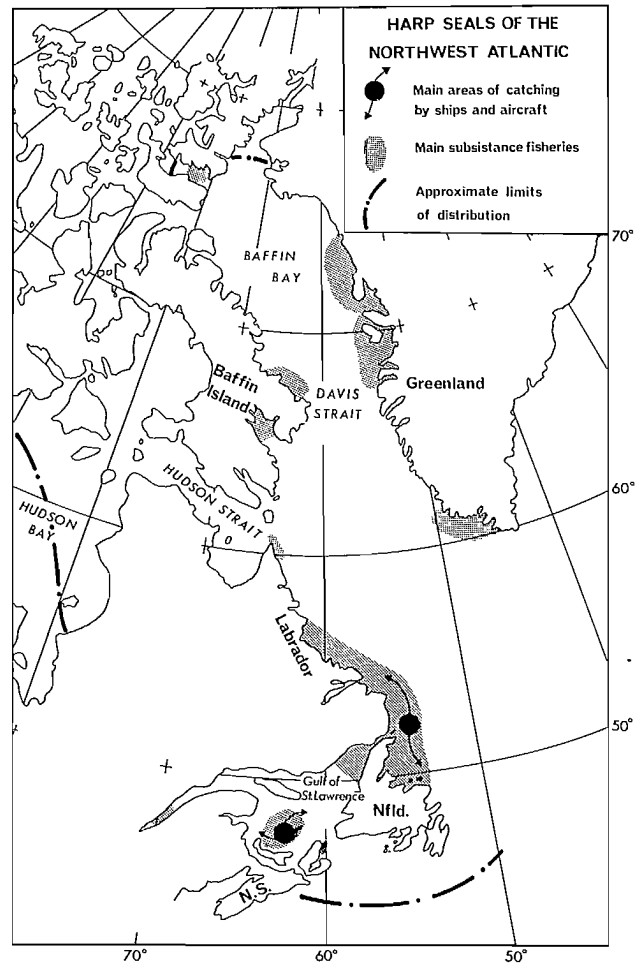 HARP SEALS OF THE
NORTHWEST ATLANTIC
Main areas of catching
by ships and aircraft
Main subsistance fisheries
Approximate limits
of distribution
70°
BAFFIN
BAY
Baffin
Island
DAVIS
STRAIT
Greenland
HUDSON STRAIT
60°
HUDSON
BAY
Labrador
50°
Gulf of
St.Lawrence
Nfld.
N.S.
70°
60°
50°